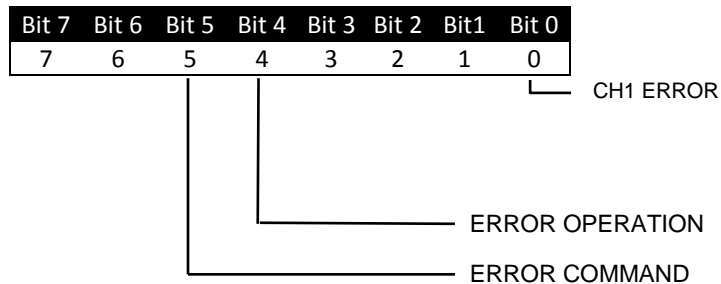 Bit 7 Bit 6 Bit 5 Bit 4 Bit 3 Bit 2 Bit1 Bit 0
7 6 5 4 3 2 1 0
CH1 ERROR
ERROR OPERATION
ERROR COMMAND